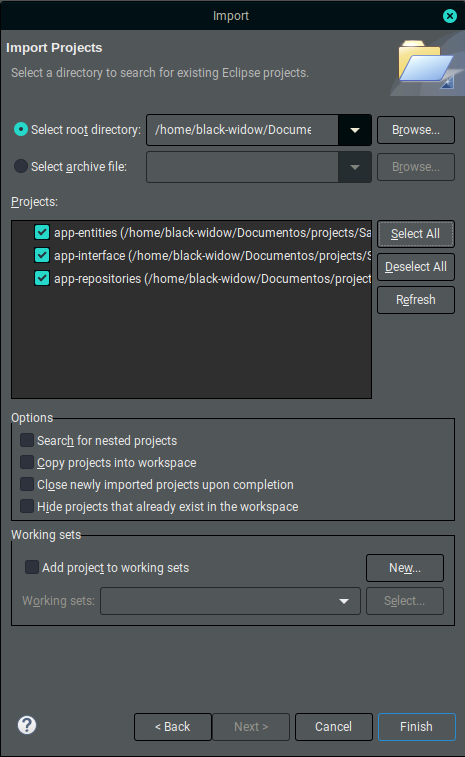 Import
Import Projects
Select a directory to search for existing Eclipse projects.
Select root directory: /home/black-widow/Docume Browse...
Select archive file: Browse...
Projects:
app-entities (/home/black-widow/Documentos/projects/Sa
app-interface (/home/black-widow/Documentos/projects/S
app-repositories (/home/black-widow/Documentos/project
Select All
Deselect All
Refresh
Options
Search for nested projects
Copy projects into workspace
Close newly imported projects upon completion
Hide projects that already exist in the workspace
Working sets
Add project to working sets New...
Working sets: Select...
? < Back Next > Cancel Finish